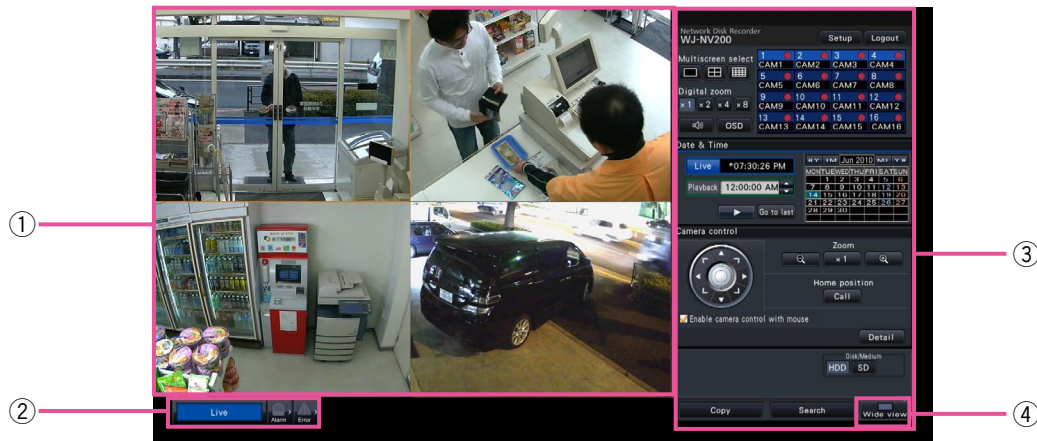 Network Disk Recorder
WJ-NV200
Setup
Logout
Multiscreen select
1 2 3 4
CAM1 CAM2 CAM3 CAM4
5 6 7 8
CAM5 CAM6 CAM7 CAM8
Digital zoom
×1 ×2 ×4 ×8
9 10 11 12
CAM9 CAM10 CAM11 CAM12
OSD
13 14 15 16
CAM13 CAM14 CAM15 CAM16
Date & Time
Live *07:30:26 PM
Playback 12:00:00 AM
Go to last
Jun 2010
MON TUE WED THU FRI SAT SUN
1 2 3 4 5 6
7 8 9 10 11 12 13
14 15 16 17 18 19 20
21 22 23 24 25 26 27
28 29 30
Camera control
Zoom
×1
Home position
Call
Enable camera control with mouse
Detail
Disk/Medium
HDD SD
Copy
Search
Wide view
Live
Alarm
Error
①
②
③
④